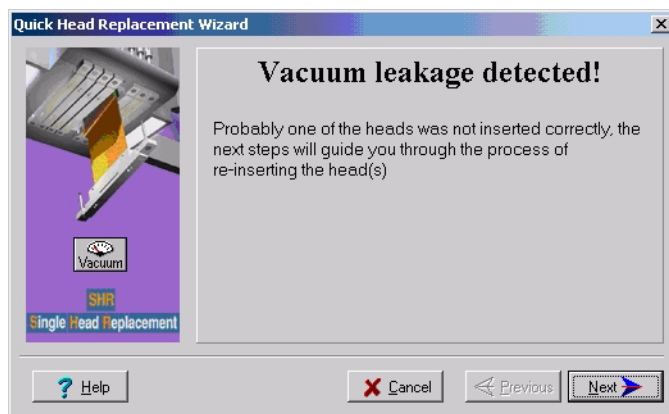 Quick Head Replacement Wizard
Vacuum leakage detected!
Probably one of the heads was not inserted correctly, the
next steps will guide you through the process of
re-inserting the head(s)
Vacuum
SHR
Single Head Replacement
Help
Cancel
Previous
Next